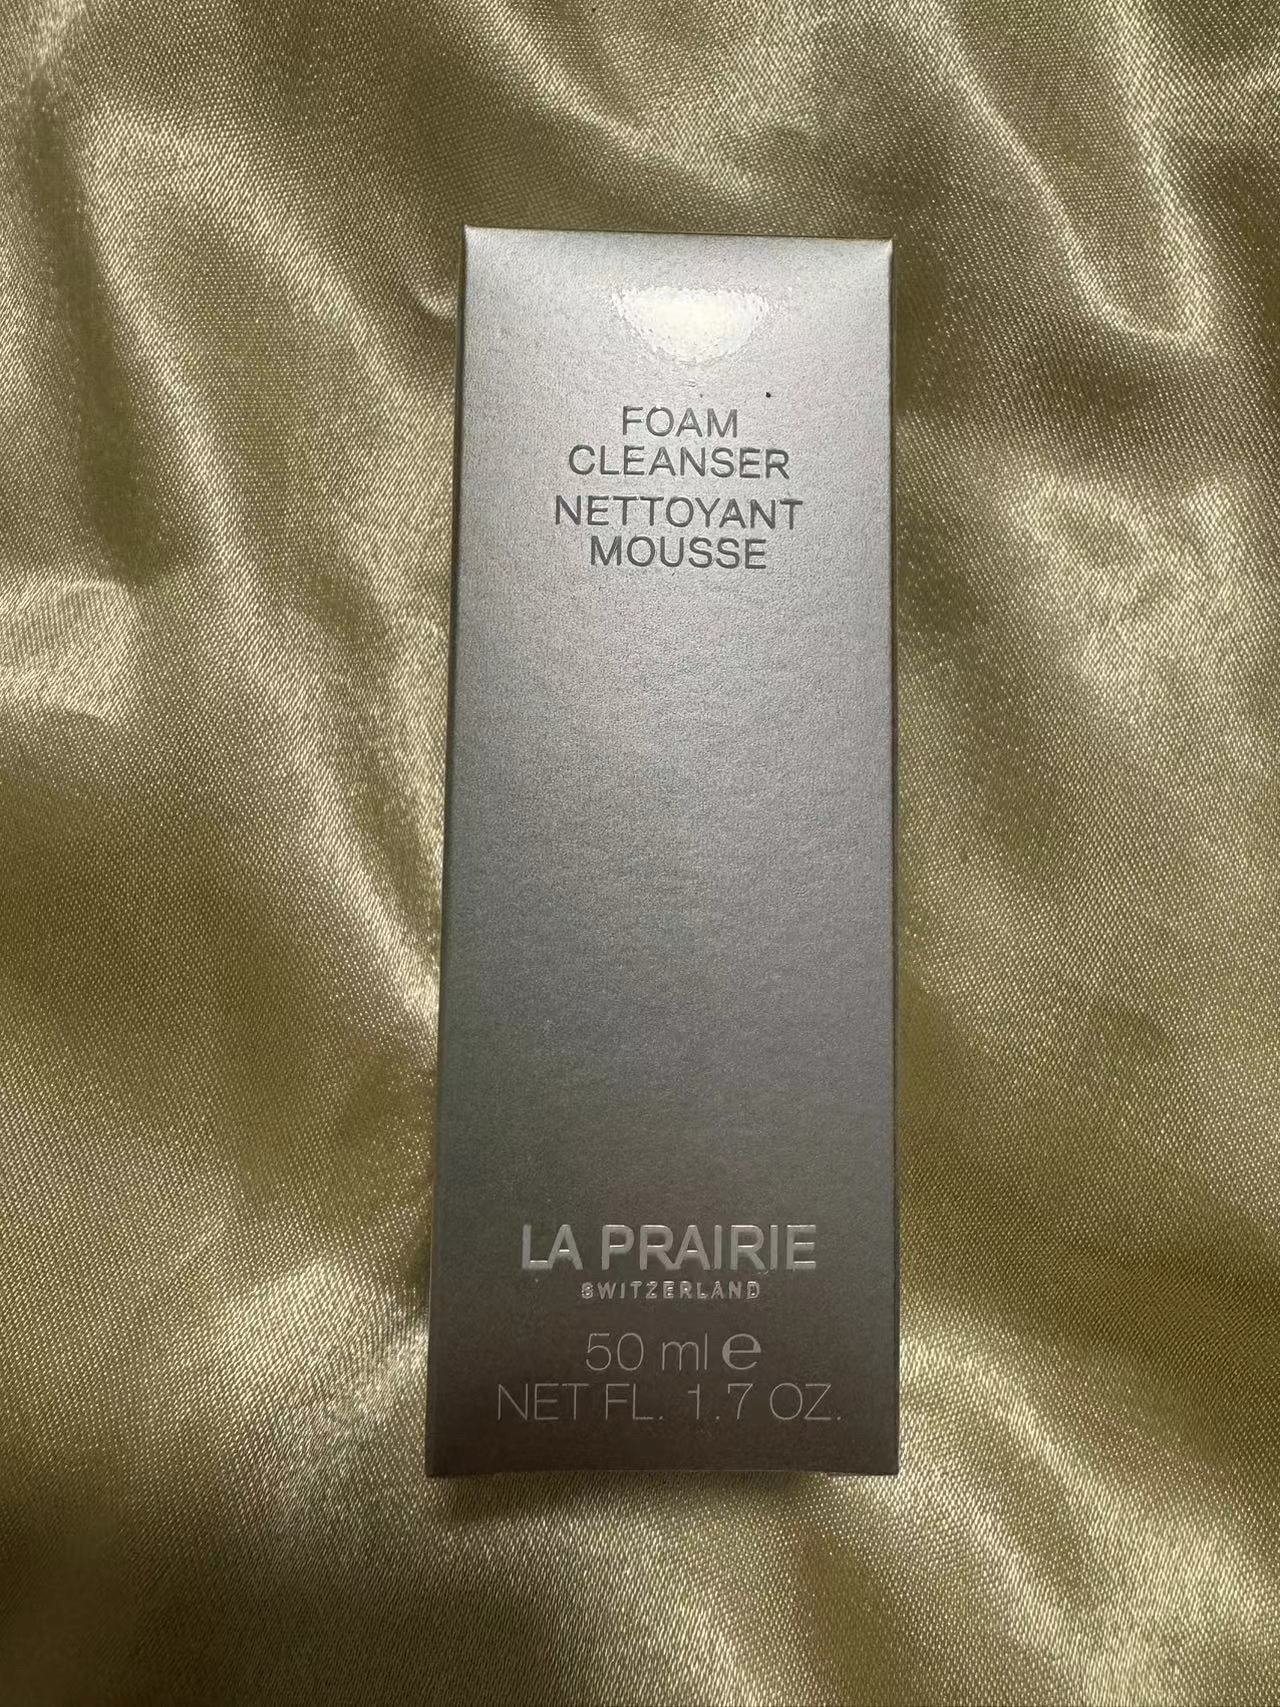 FOAM
CLEANSER
NETTOYANT
MOUSSE
LA PRAIRIE
SWITZERLAND
50 ml ℮
NET FL. 1.7 OZ.